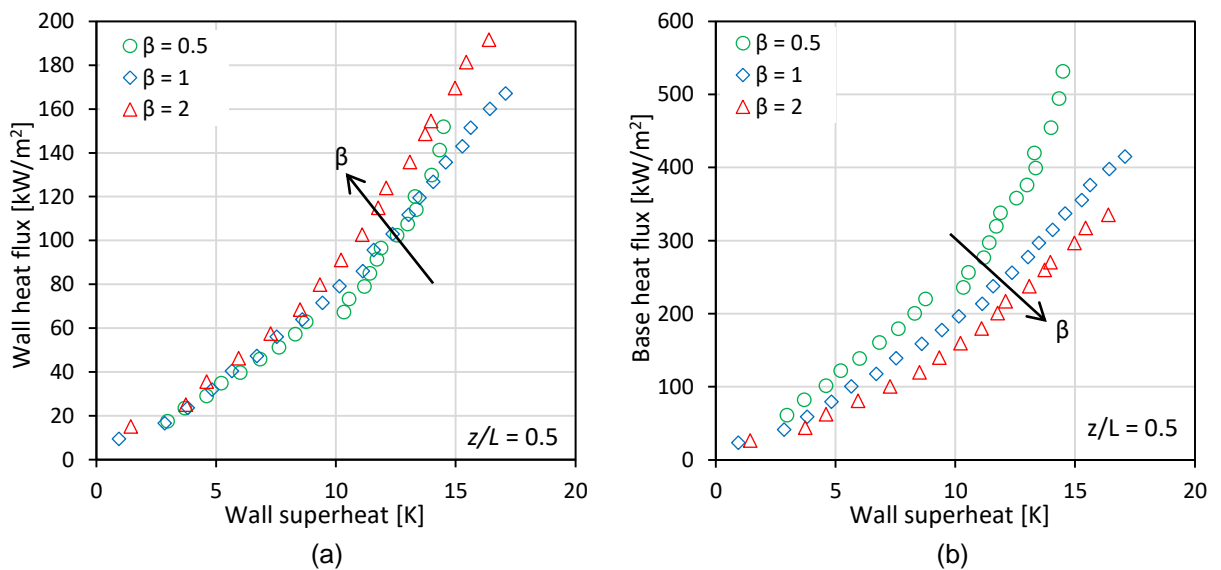 200
180
160
140
120
100
80
60
40
20
0
0 5 10 15 20
Wall heat flux [kW/m²]
Wall superheat [K]
β = 0.5
β = 1
β = 2
β
z/L = 0.5
(a)
600
500
400
300
200
100
0
0 5 10 15 20
Base heat flux [kW/m²]
Wall superheat [K]
β = 0.5
β = 1
β = 2
β
z/L = 0.5
(b)